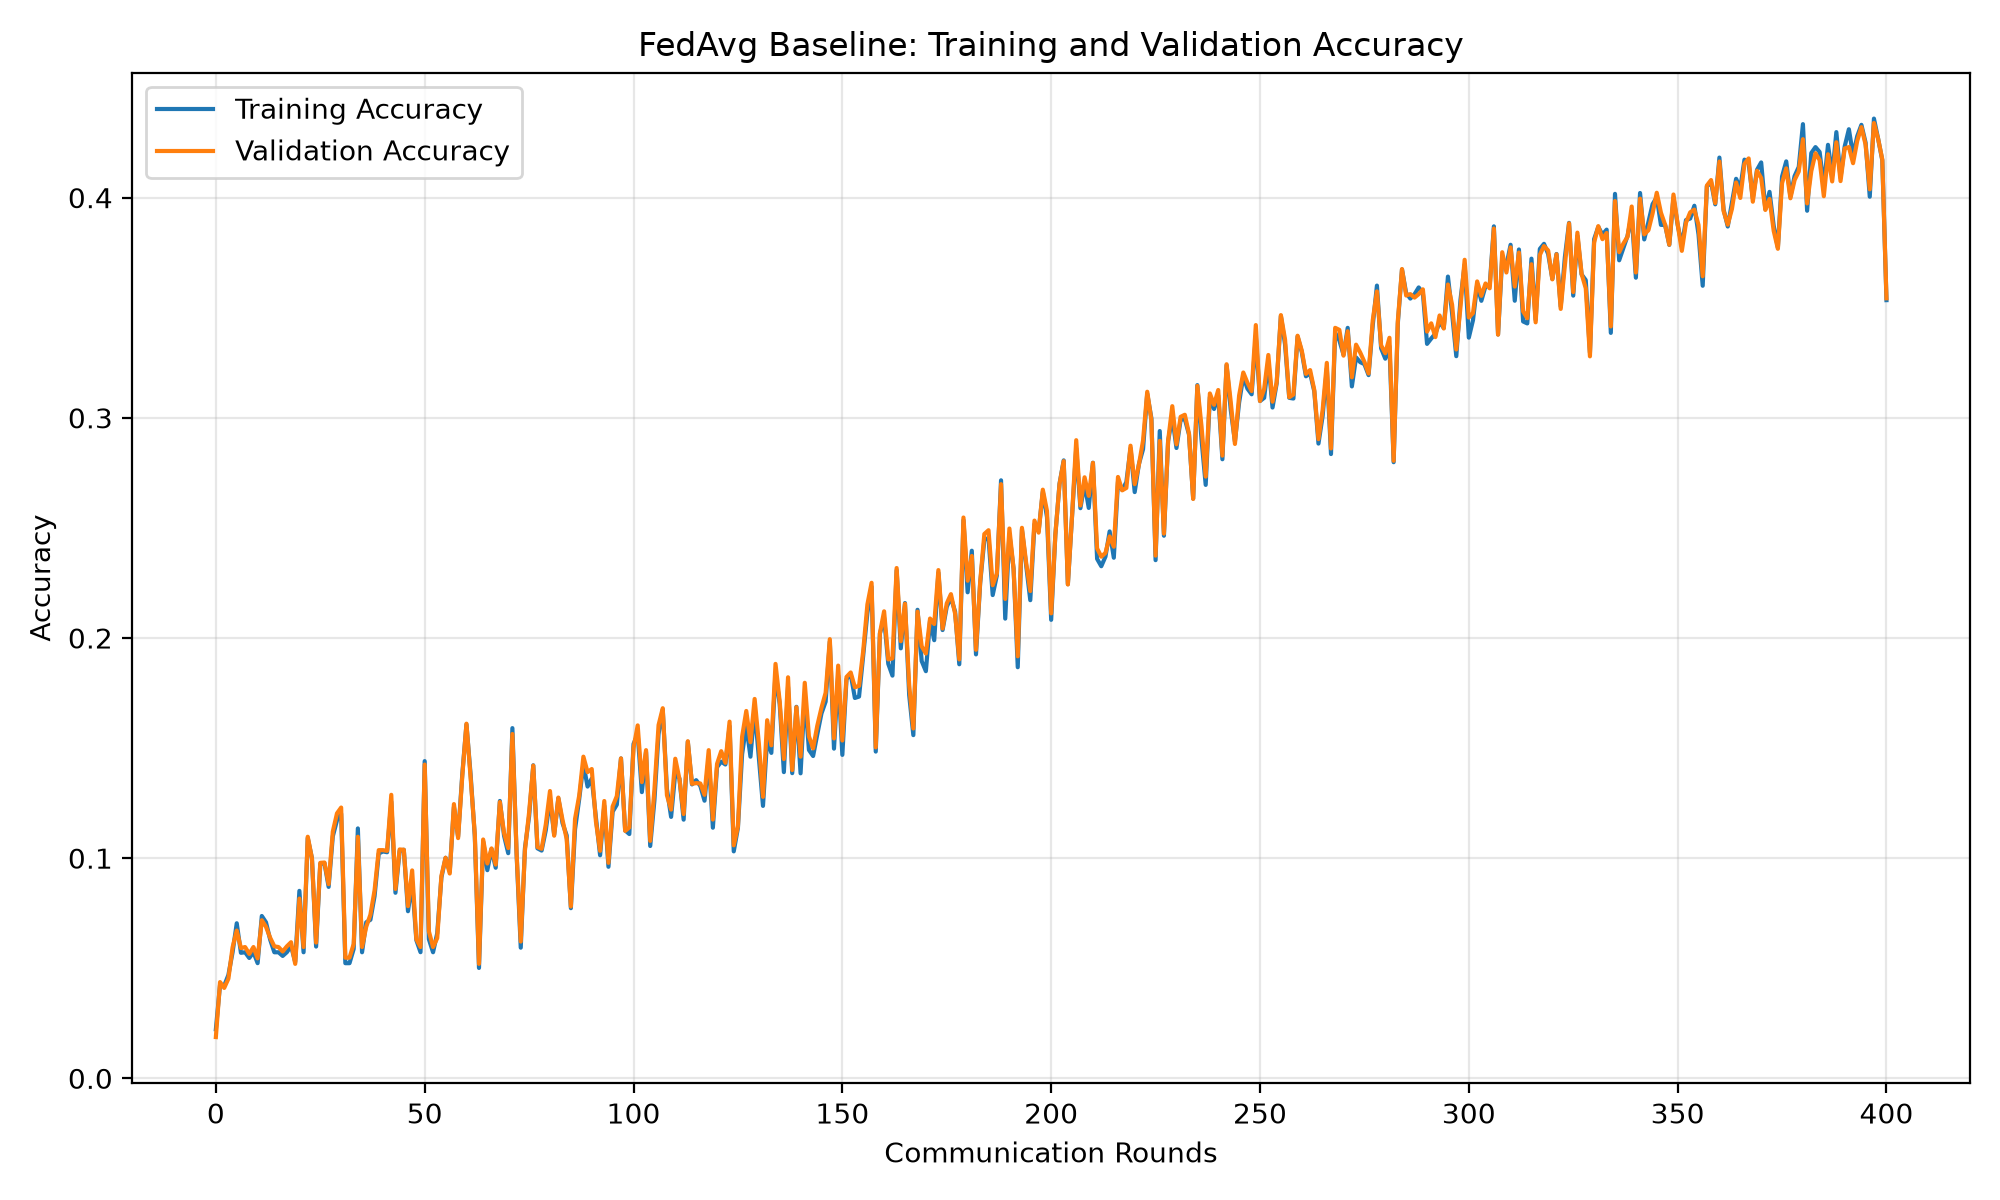 FedAvg Baseline: Training and Validation Accuracy
Training Accuracy
Validation Accuracy
Accuracy
0.4
0.3
0.2
0.1
0.0
0 50 100 150 200 250 300 350 400
Communication Rounds